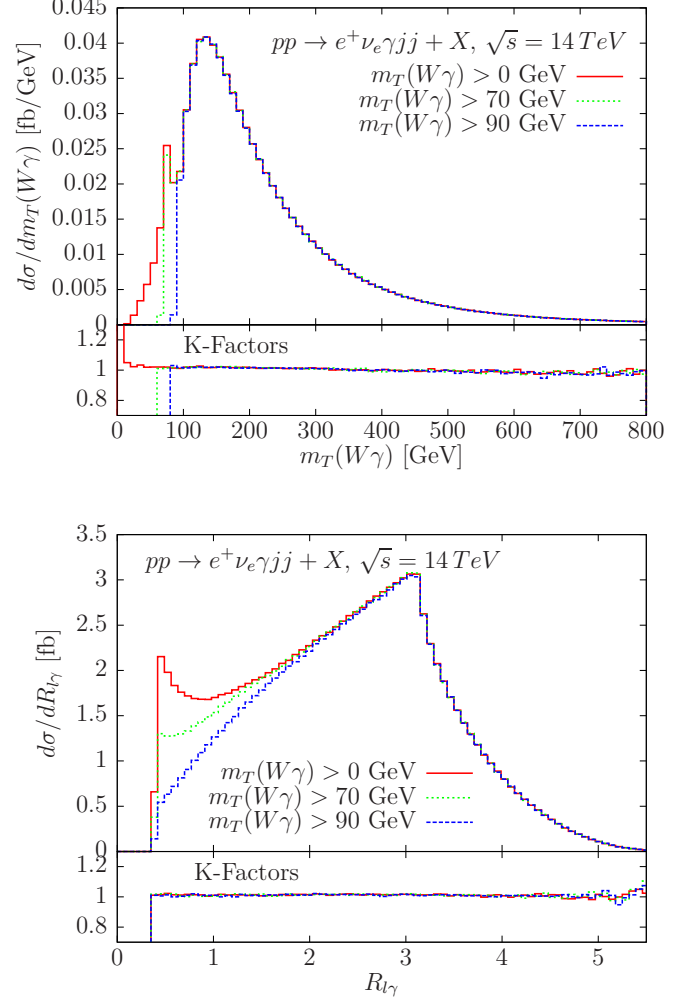 dσ/dm_T(Wγ) [fb/GeV]
0.045
0.04
0.035
0.03
0.025
0.02
0.015
0.01
0.005
0
pp → e⁺ν_eγjj + X, √s = 14 TeV
m_T(Wγ) > 0 GeV
m_T(Wγ) > 70 GeV
m_T(Wγ) > 90 GeV
1.2
1
0.8
K-Factors
0 100 200 300 400 500 600 700 800
m_T(Wγ) [GeV]
dσ/dR_{lγ} [fb]
3.5
3
2.5
2
1.5
1
0.5
0
pp → e⁺ν_eγjj + X, √s = 14 TeV
m_T(Wγ) > 0 GeV
m_T(Wγ) > 70 GeV
m_T(Wγ) > 90 GeV
1.2
1
0.8
K-Factors
0 1 2 3 4 5
R_{lγ}